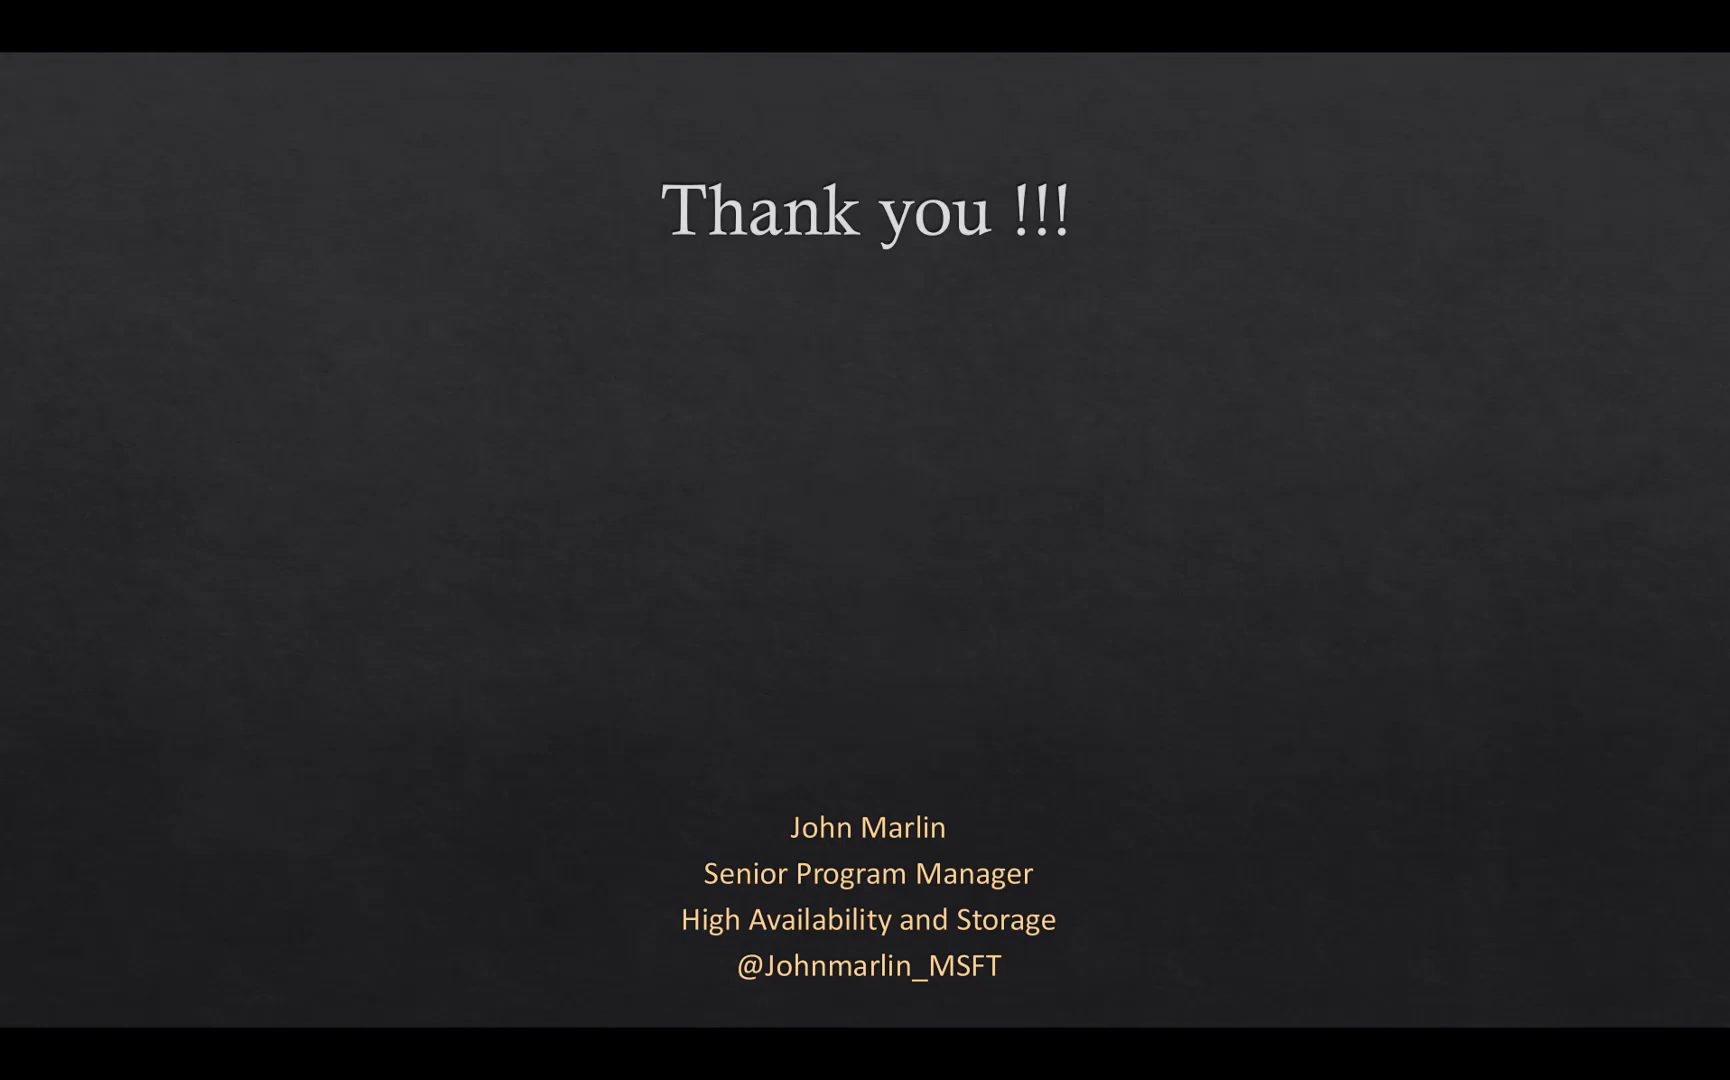 Thank you !!!
John Marlin
Senior Program Manager
High Availability and Storage
@Johnmarlin_MSFT